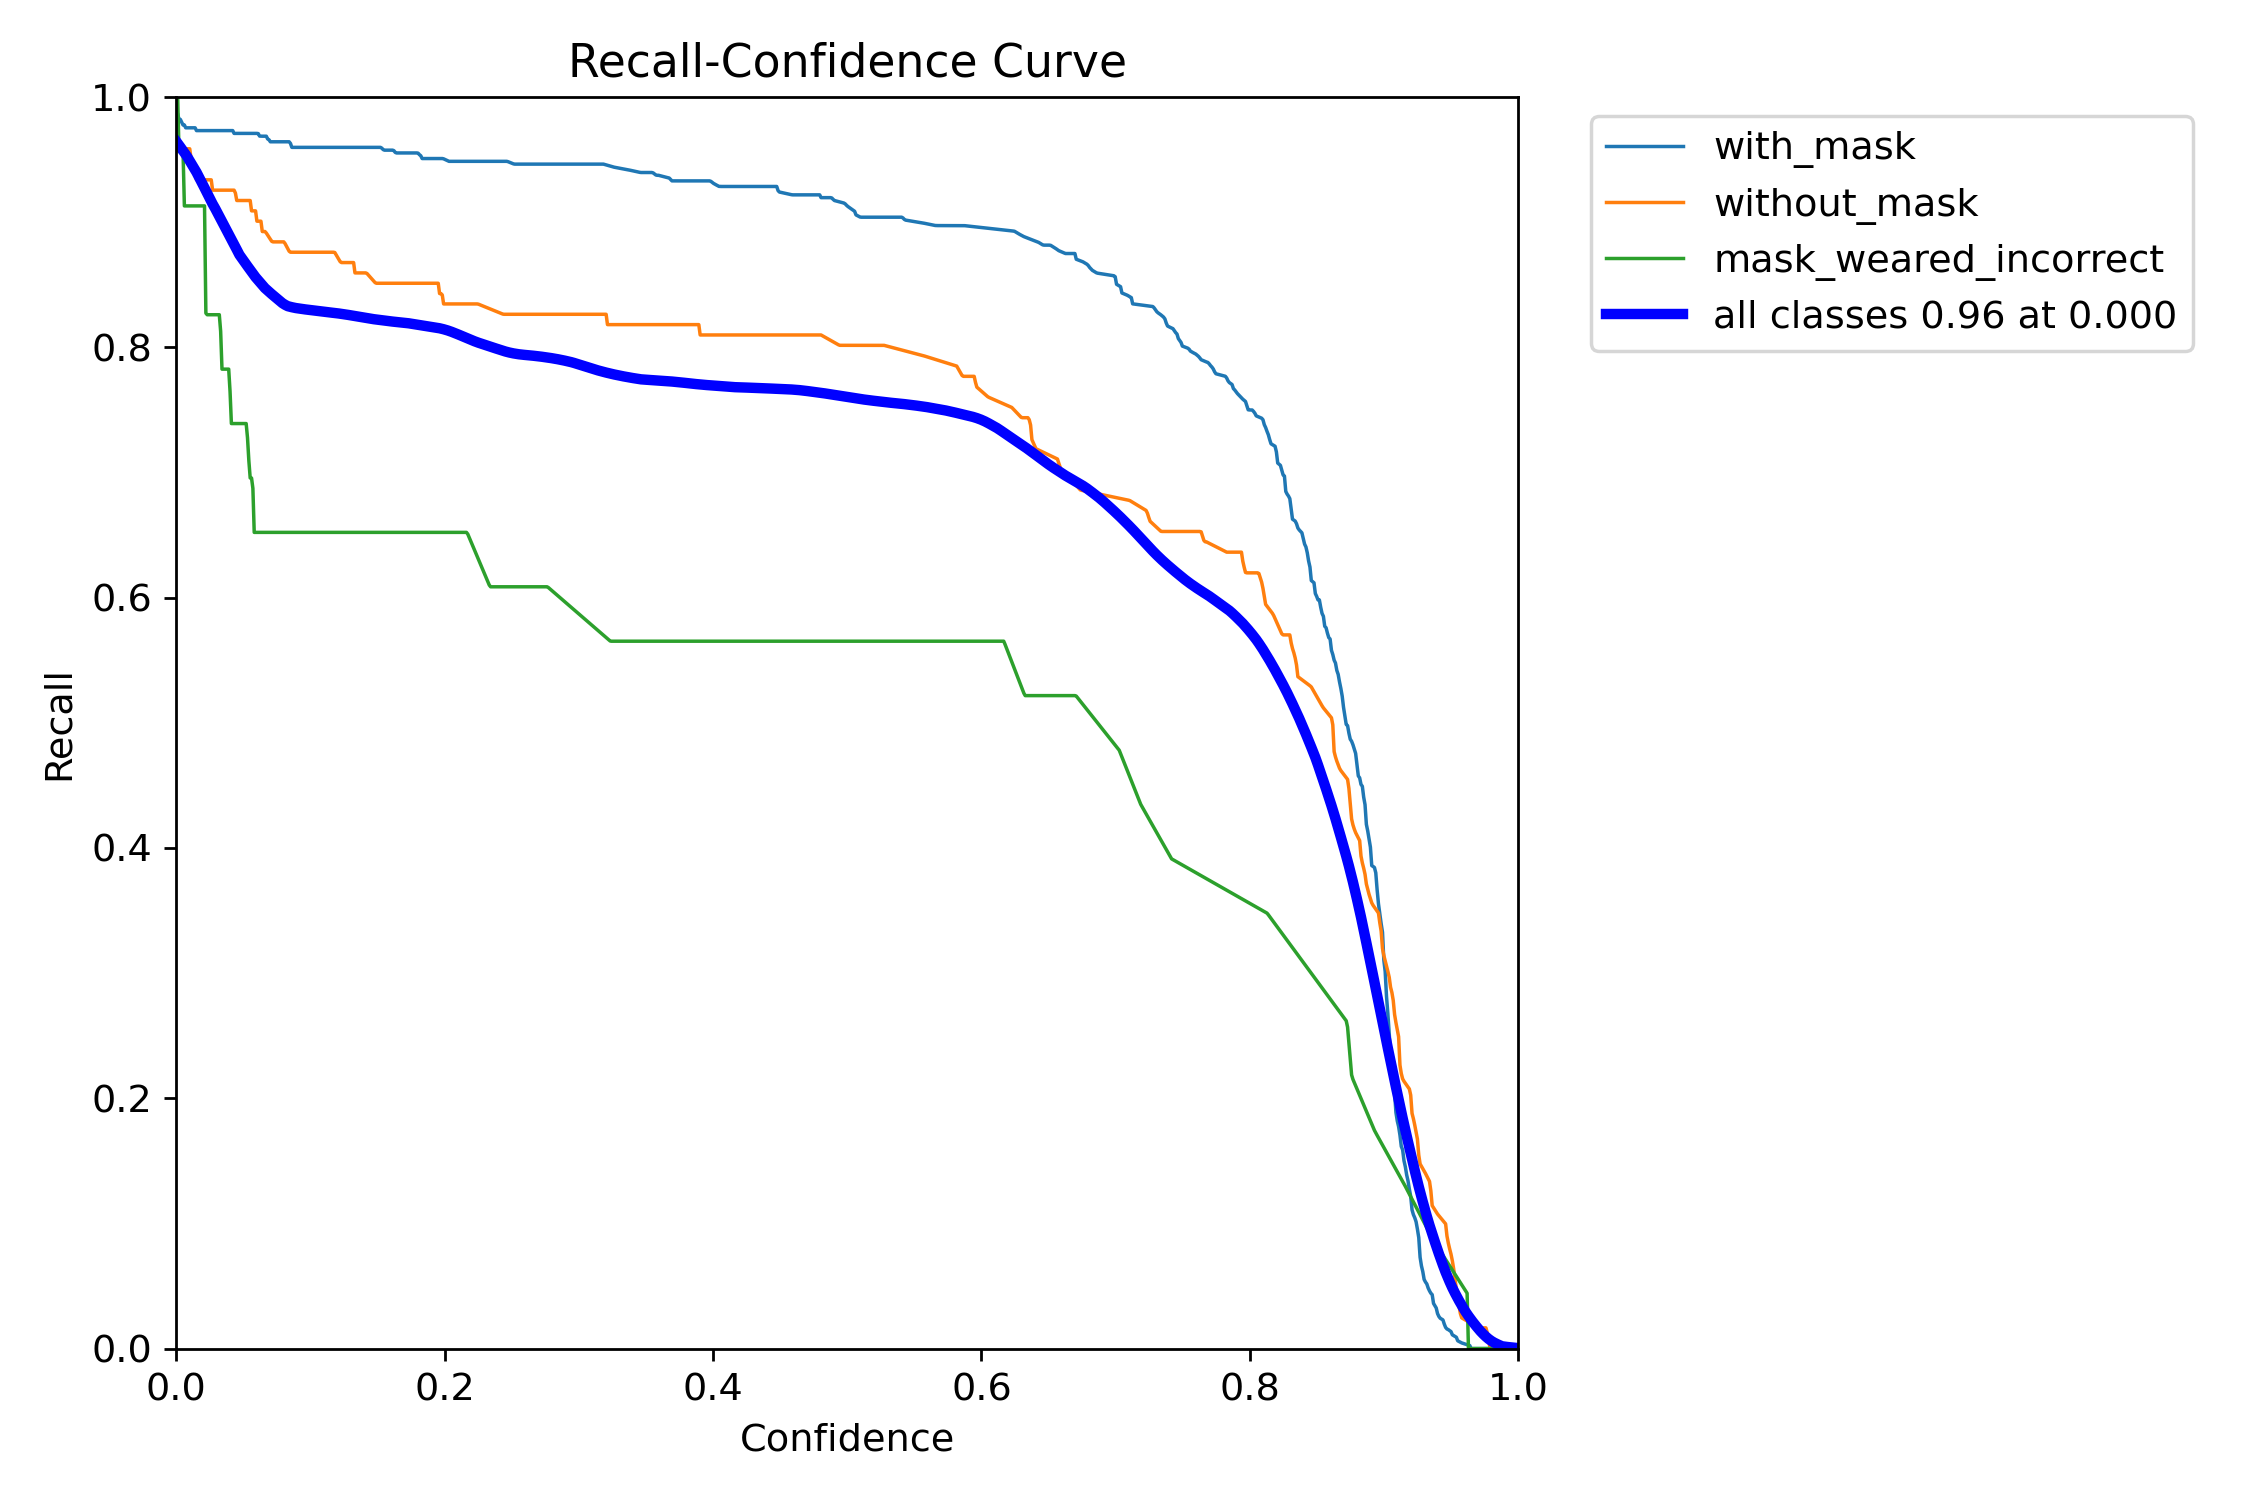 Recall-Confidence Curve
1.0
0.8
0.6
0.4
0.2
0.0
Recall
0.0 0.2 0.4 0.6 0.8 1.0
Confidence
with_mask
without_mask
mask_weared_incorrect
all classes 0.96 at 0.000